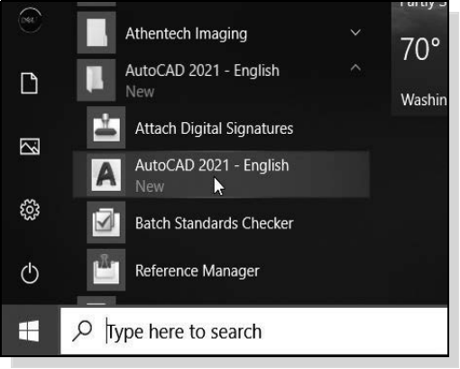 Partly S
Athentech Imaging
70°
AutoCAD 2021 - English
New
Washin
Attach Digital Signatures
AutoCAD 2021 - English
New
Batch Standards Checker
Reference Manager
Type here to search